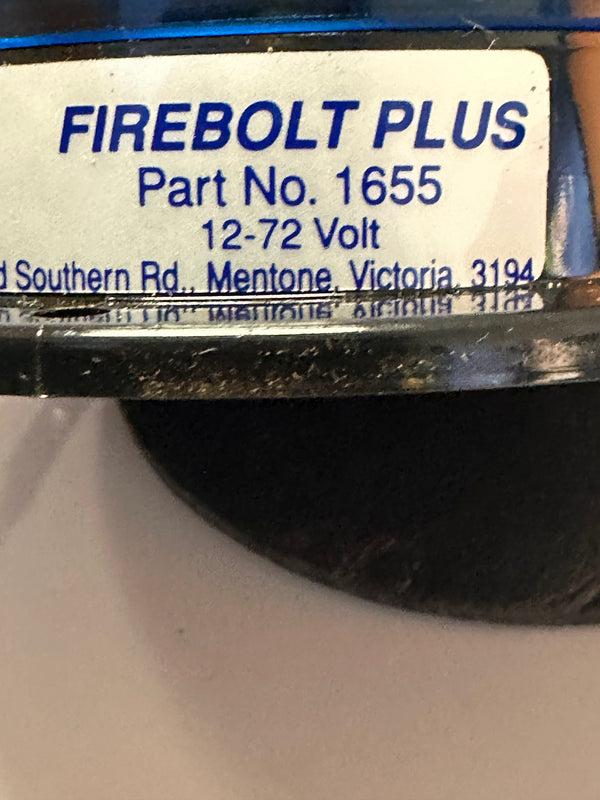 FIREBOLT PLUS
Part No. 1655
12-72 Volt
Southern Rd., Mentone, Victoria, 3194